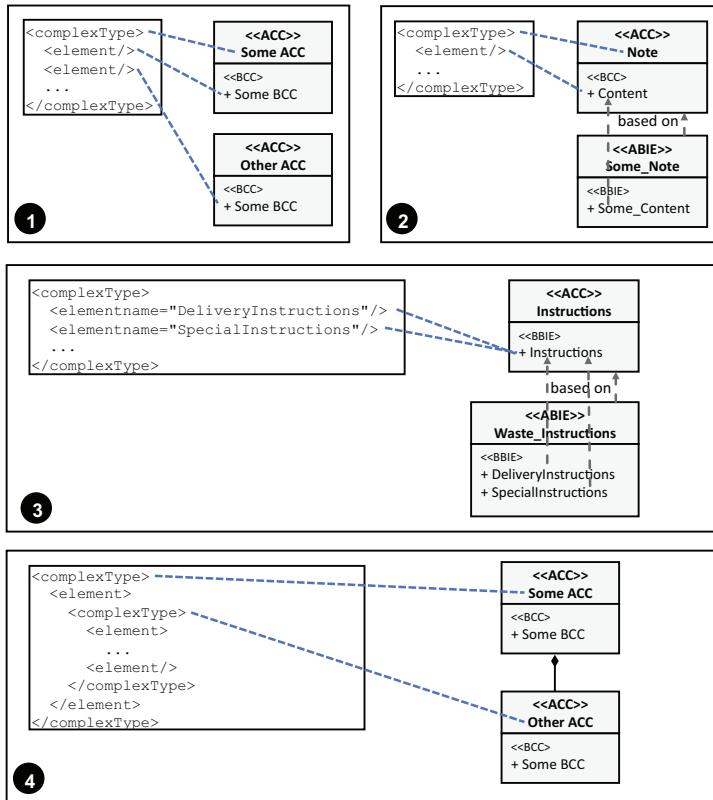 <complexType>
<element/>
<element/>
...
</complexType>
<<ACC>>
Some ACC
<<BCC>
+ Some BCC
<<ACC>>
Other ACC
<<BCC>
+ Some BCC
1
<complexType>
<element/>
...
</complexType>
<<ACC>>
Note
<<BCC>
+ Content
based on
<<ABIE>>
Some_Note
<<BBIE>
+ Some_Content
2
<complexType>
<elementname="DeliveryInstructions"/>
<elementname="SpecialInstructions"/>
...
</complexType>
<<ACC>>
Instructions
<<BBIE>
+ Instructions
based on
<<ABIE>>
Waste_Instructions
<<BBIE>
+ DeliveryInstructions
+ SpecialInstructions
3
<complexType>
<element>
<complexType>
<element>
...
<element/>
</complexType>
</element>
</complexType>
<<ACC>>
Some ACC
<<BCC>
+ Some BCC
<<ACC>>
Other ACC
<<BCC>
+ Some BCC
4